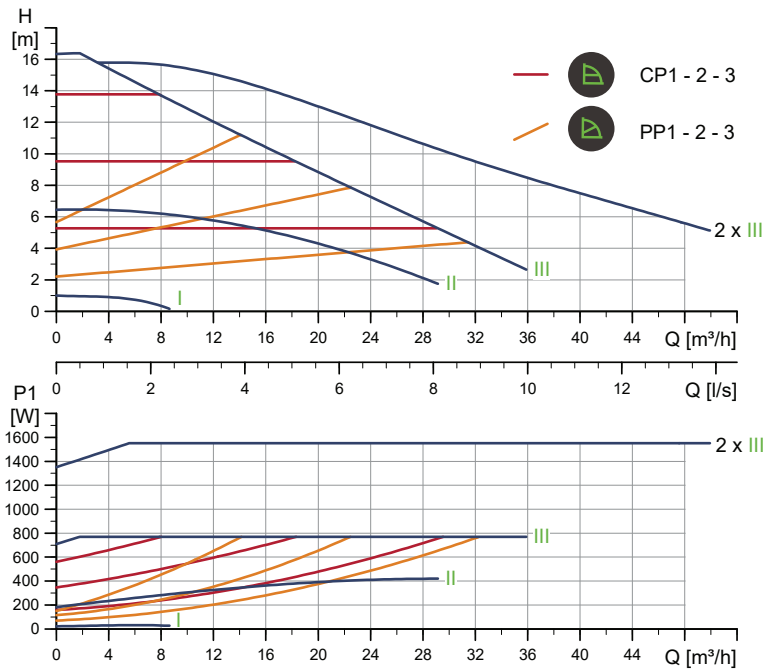 H
[m]
16
14
12
10
8
6
4
2
0
CP1 - 2 - 3
PP1 - 2 - 3
2 x III
III
II
I
0 4 8 12 16 20 24 28 32 36 40 44 Q [m³/h]
0 2 4 6 8 10 12 Q [l/s]
P1
[W]
1600
1400
1200
1000
800
600
400
200
0
2 x III
III
II
I
0 4 8 12 16 20 24 28 32 36 40 44 Q [m³/h]